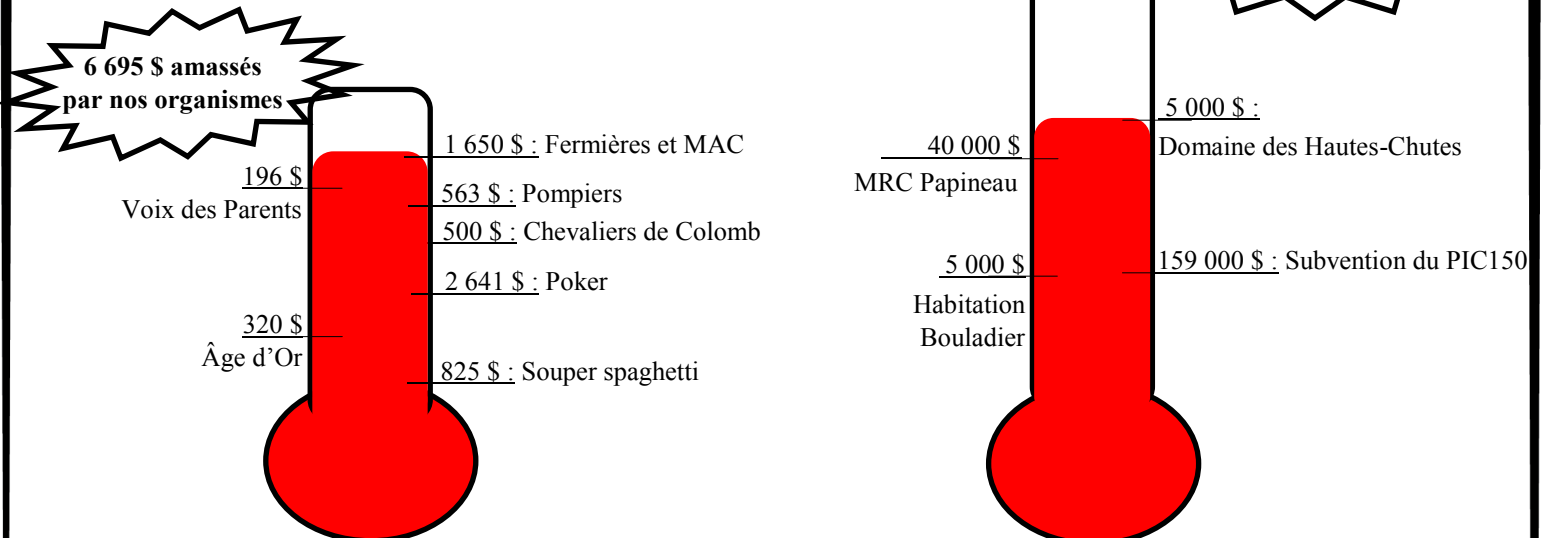 6 695 $ amassés
par nos organismes
1 650 $ : Fermières et MAC
196 $
Voix des Parents
563 $ : Pompiers
500 $ : Chevaliers de Colomb
2 641 $ : Poker
320 $
Âge d’Or
825 $ : Souper spaghetti
5 000 $ :
Domaine des Hautes-Chutes
40 000 $
MRC Papineau
5 000 $
Habitation
Bouladier
159 000 $ : Subvention du PIC150